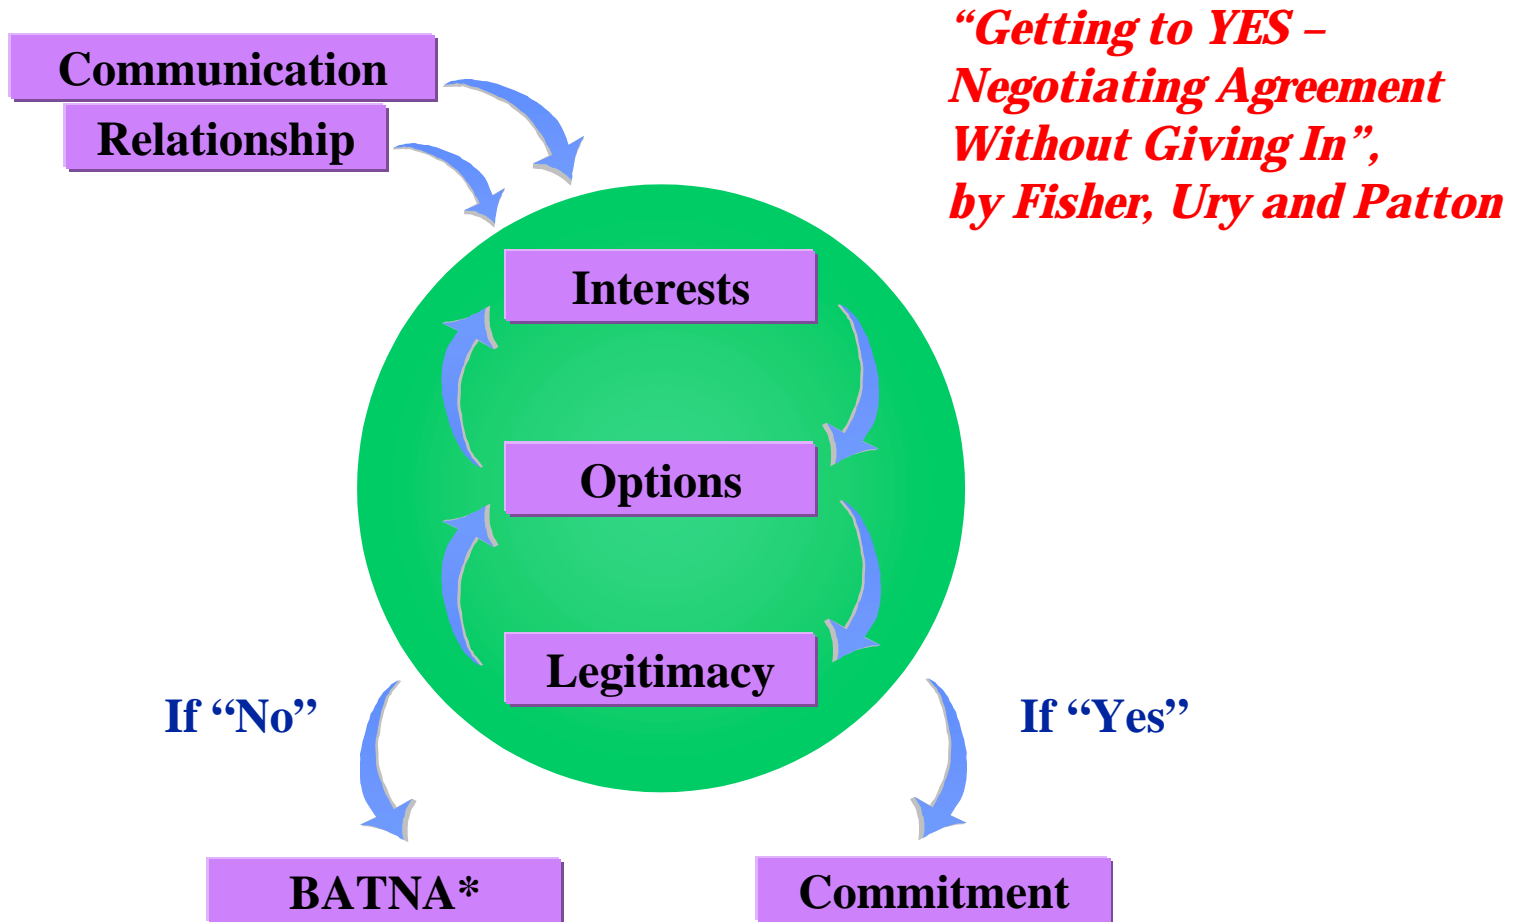 “Getting to YES –
Negotiating Agreement
Without Giving In”,
by Fisher, Ury and Patton
Communication
Relationship
Interests
Options
Legitimacy
If “No”
If “Yes”
BATNA*
Commitment